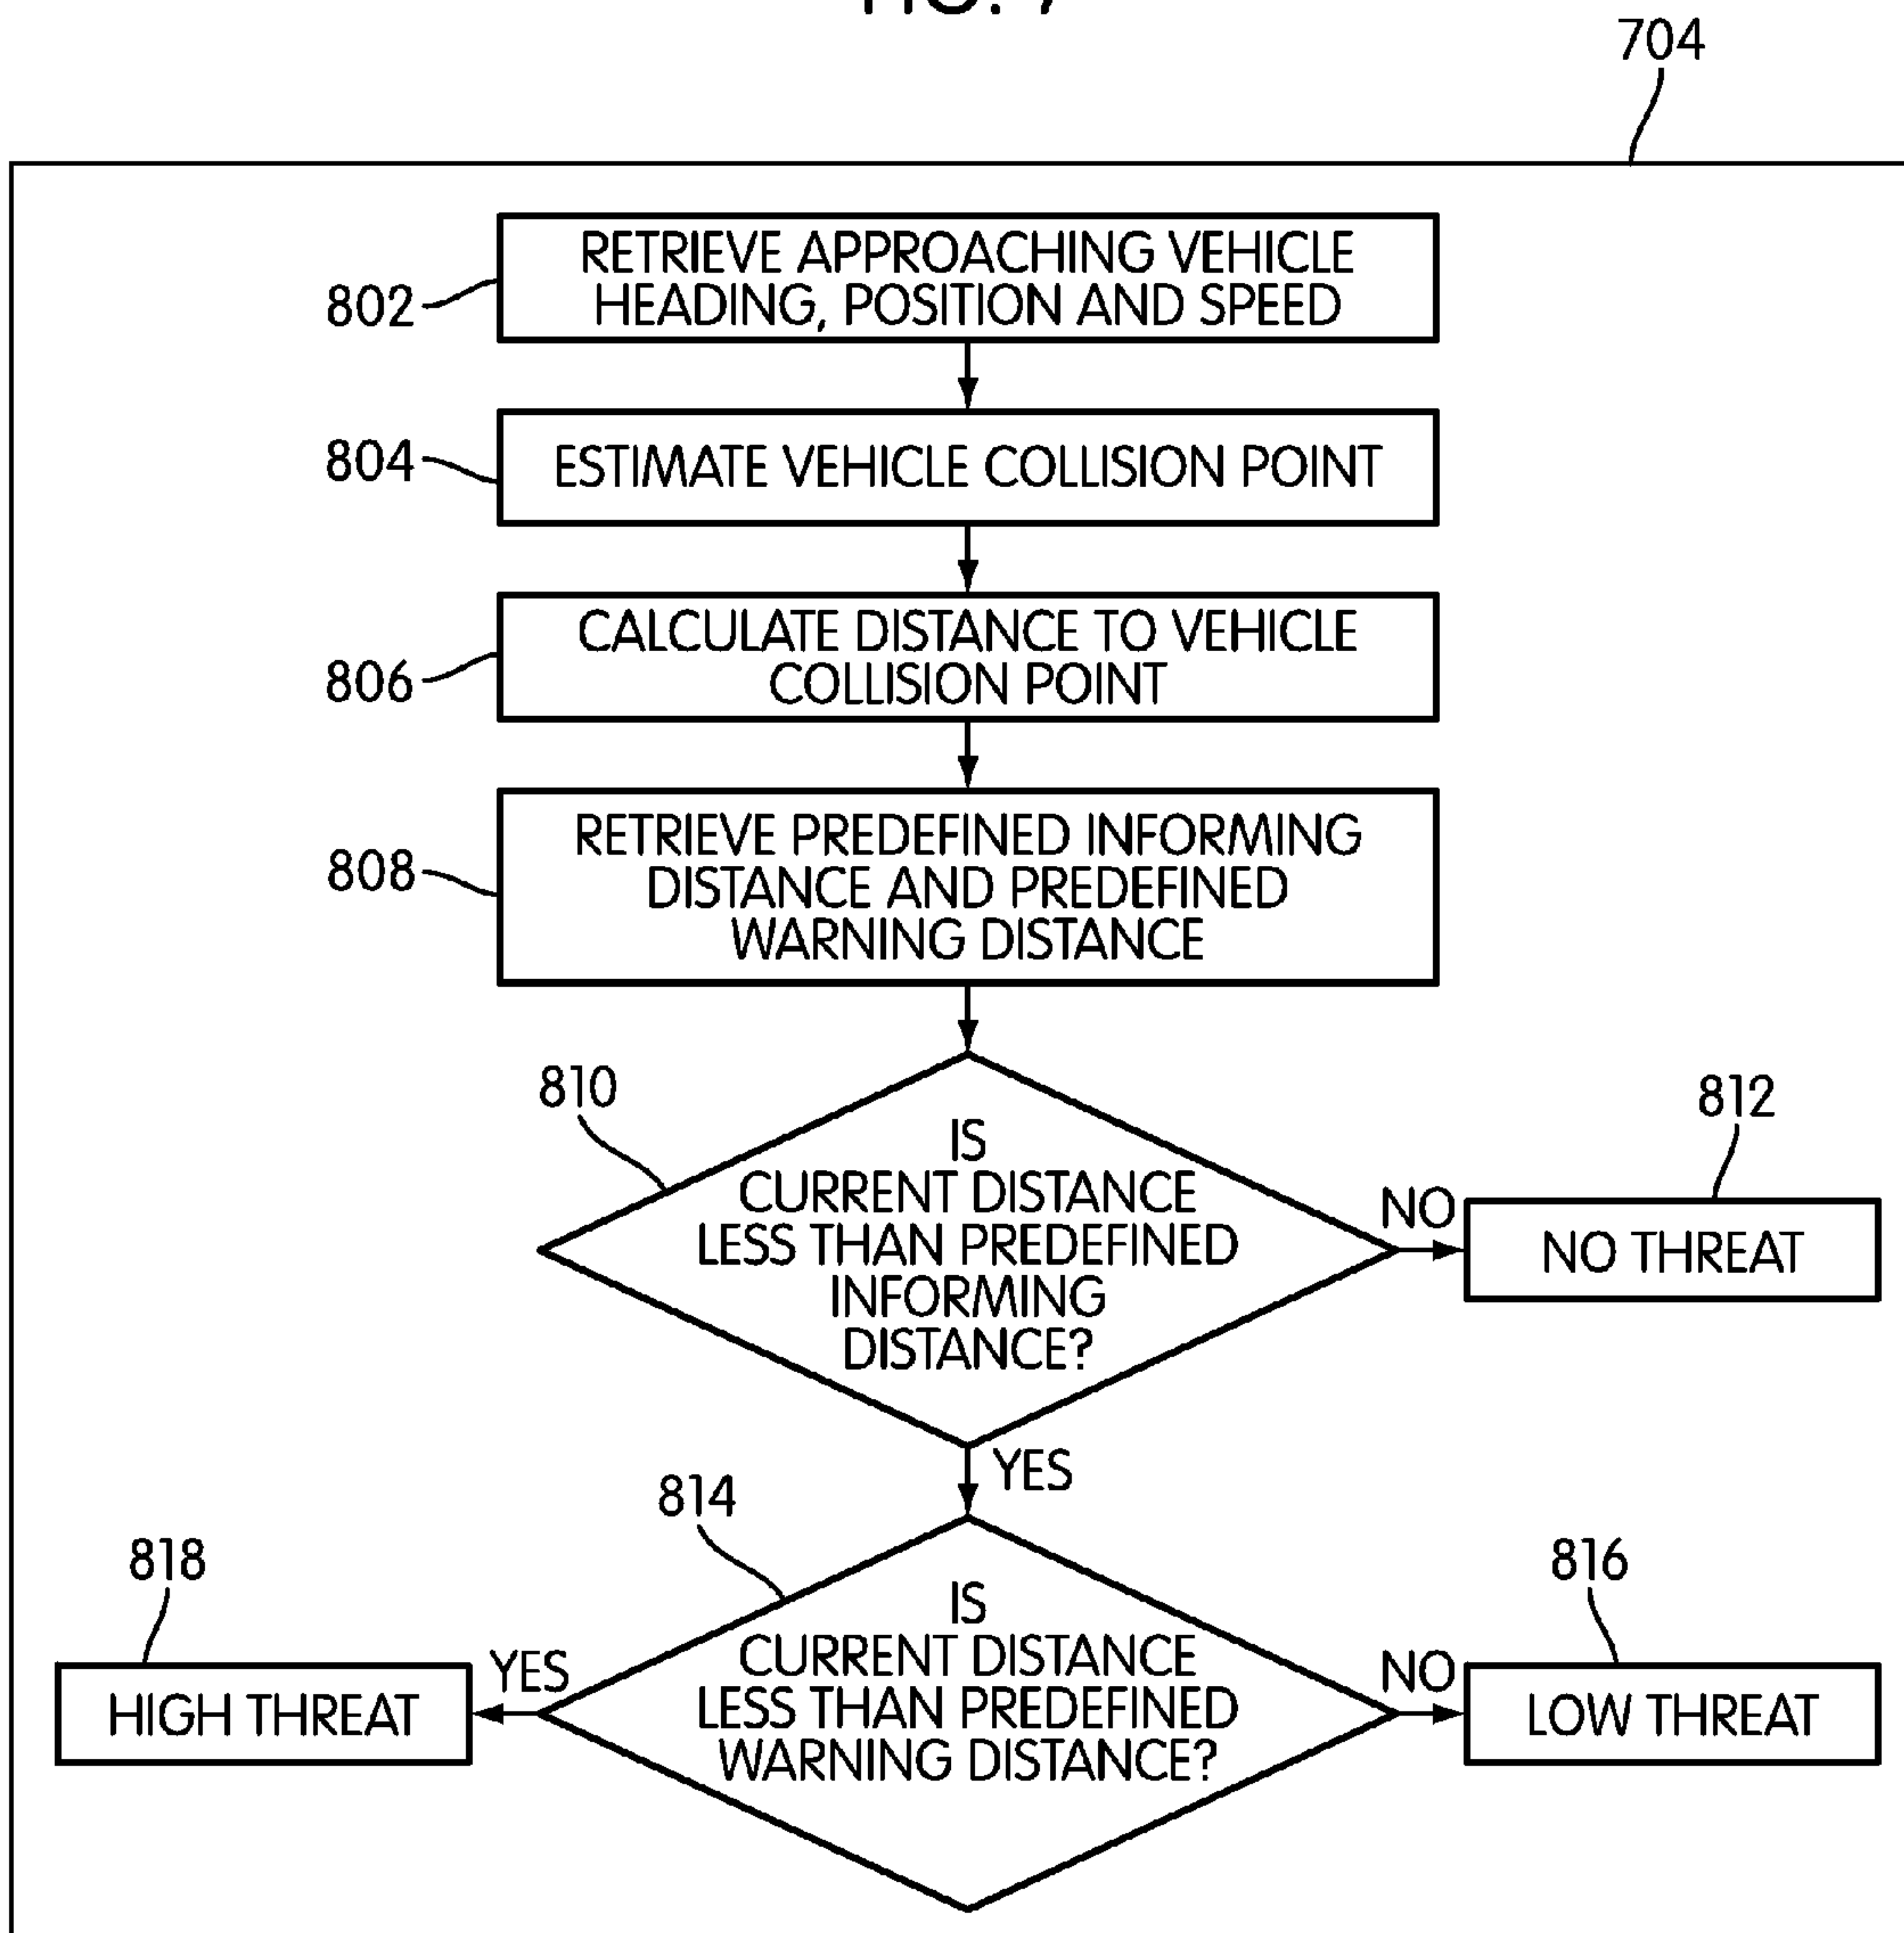 704
RETRIEVE APPROACHING VEHICLE
HEADING, POSITION AND SPEED
802
ESTIMATE VEHICLE COLLISION POINT
804
CALCULATE DISTANCE TO VEHICLE
COLLISION POINT
806
RETRIEVE PREDEFINED INFORMING
DISTANCE AND PREDEFINED
WARNING DISTANCE
808
810
IS
CURRENT DISTANCE
LESS THAN PREDEFINED
INFORMING
DISTANCE?
NO
812
NO THREAT
YES
814
IS
CURRENT DISTANCE
LESS THAN PREDEFINED
WARNING DISTANCE?
YES
818
HIGH THREAT
NO
816
LOW THREAT